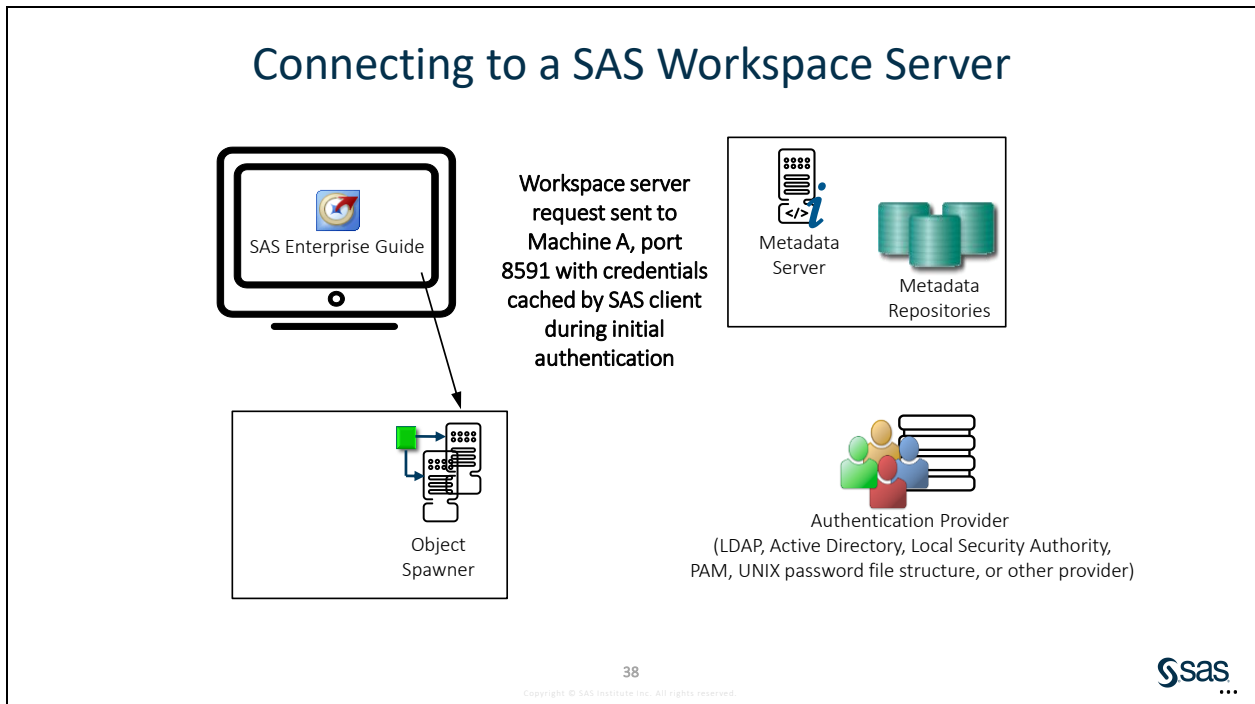 Connecting to a SAS Workspace Server
SAS Enterprise Guide
Workspace server
request sent to
Machine A, port
8591 with credentials
cached by SAS client
during initial
authentication
</>
i
Metadata
Server
Metadata
Repositories
Object
Spawner
Authentication Provider
(LDAP, Active Directory, Local Security Authority,
PAM, UNIX password file structure, or other provider)
38
Copyright © SAS Institute Inc. All rights reserved.
sas
...